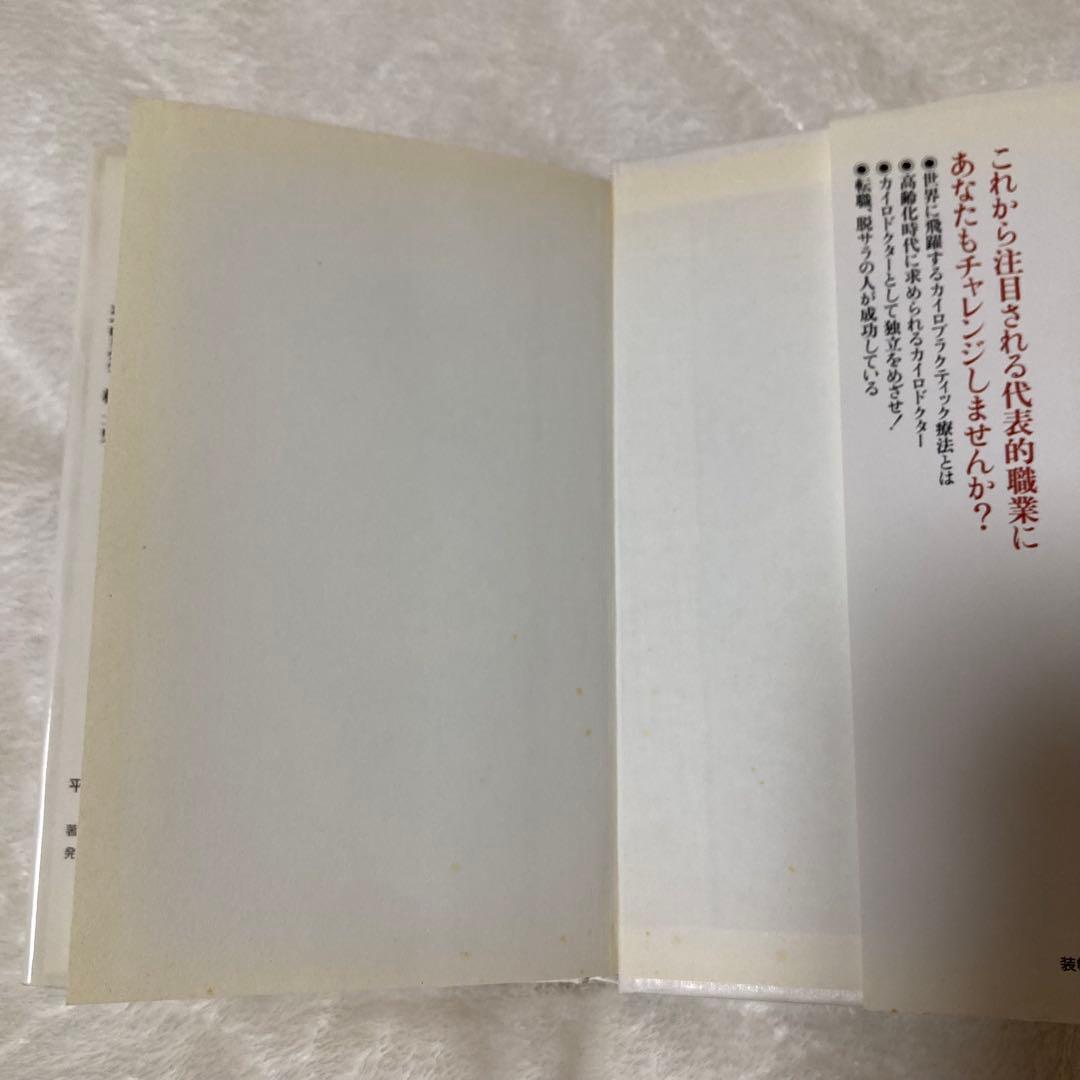 これから注目される代表的職業に
あなたもチャレンジしませんか?
◉世界に飛躍するカイロプラクティック療法とは
◉高齢化時代に求められるカイロドクター
◉カイロドクターとして独立をめざせ!
◉転職、脱サラの人が成功している
装
平
著
発